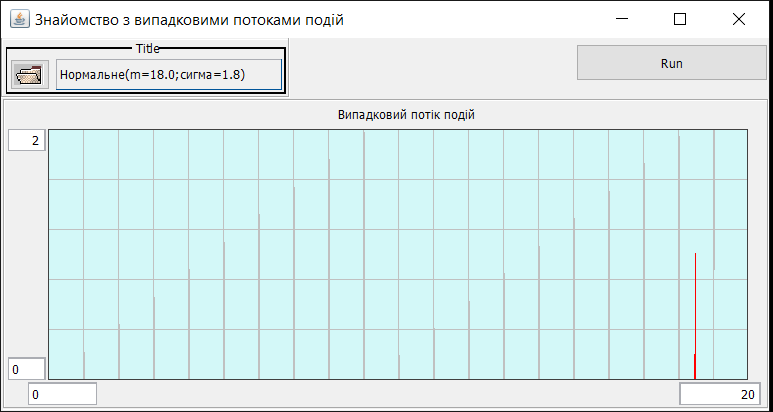 Знайомство з випадковими потоками подій
Title
Нормальне(m=18.0;сигма=1.8)
Run
Випадковий потік подій
2
0
0
20